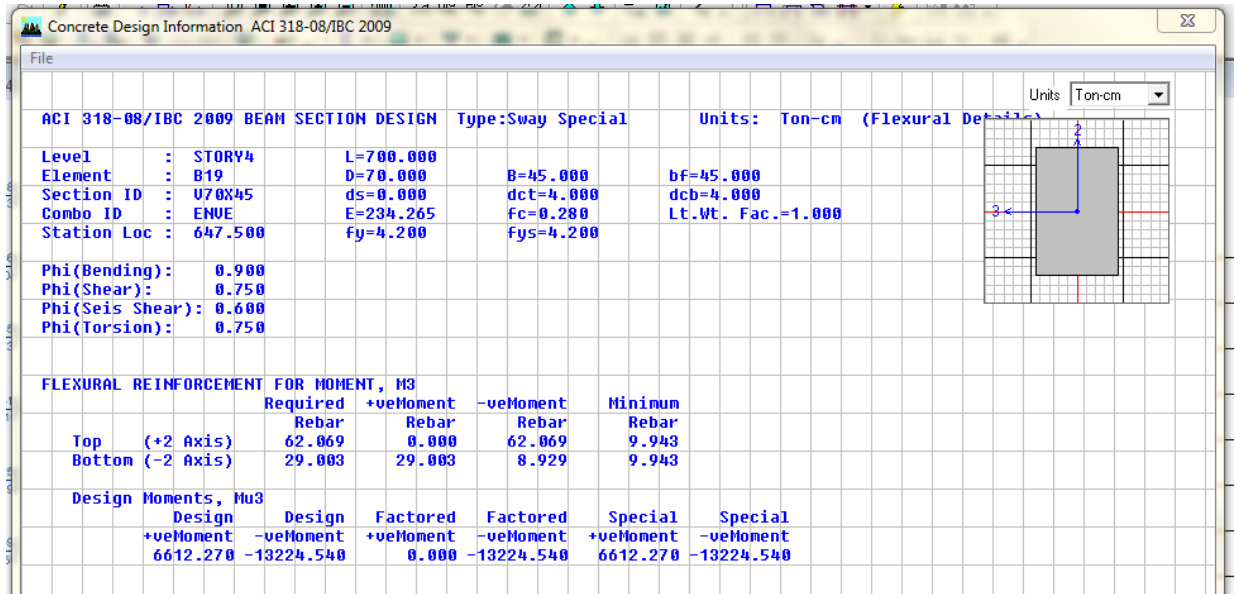 Concrete Design Information ACI 318-08/IBC 2009
File
Units Ton-cm
ACI 318-08/IBC 2009 BEAM SECTION DESIGN Type:Sway Special Units: Ton-cm (Flexural Details)
Level : STORY4 L=700.000
Element : B19 D=70.000 B=45.000 bf=45.000
Section ID : V70X45 ds=0.000 dct=4.000 dcb=4.000
Combo ID : ENVE E=234.265 fc=0.280 Lt.Wt. Fac.=1.000
Station Loc : 647.500 fy=4.200 fys=4.200
2
3
Phi(Bending): 0.900
Phi(Shear): 0.750
Phi(Seis Shear): 0.600
Phi(Torsion): 0.750
FLEXURAL REINFORCEMENT FOR MOMENT, M3
Required +veMoment -veMoment Minimum
Rebar Rebar Rebar Rebar
Top (+2 Axis) 62.069 0.000 62.069 9.943
Bottom (-2 Axis) 29.003 29.003 8.929 9.943
Design Moments, Mu3
Design Design Factored Factored Special Special
+veMoment -veMoment +veMoment -veMoment +veMoment -veMoment
6612.270 -13224.540 0.000 -13224.540 6612.270 -13224.540